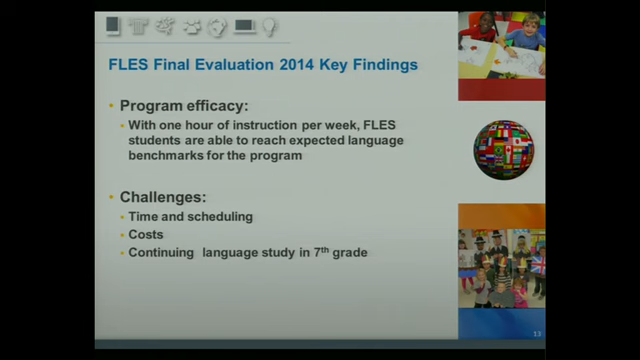 FLES Final Evaluation 2014 Key Findings
• Program efficacy:
• With one hour of instruction per week, FLES
students are able to reach expected language
benchmarks for the program
• Challenges:
• Time and scheduling
• Costs
• Continuing language study in 7th grade
13